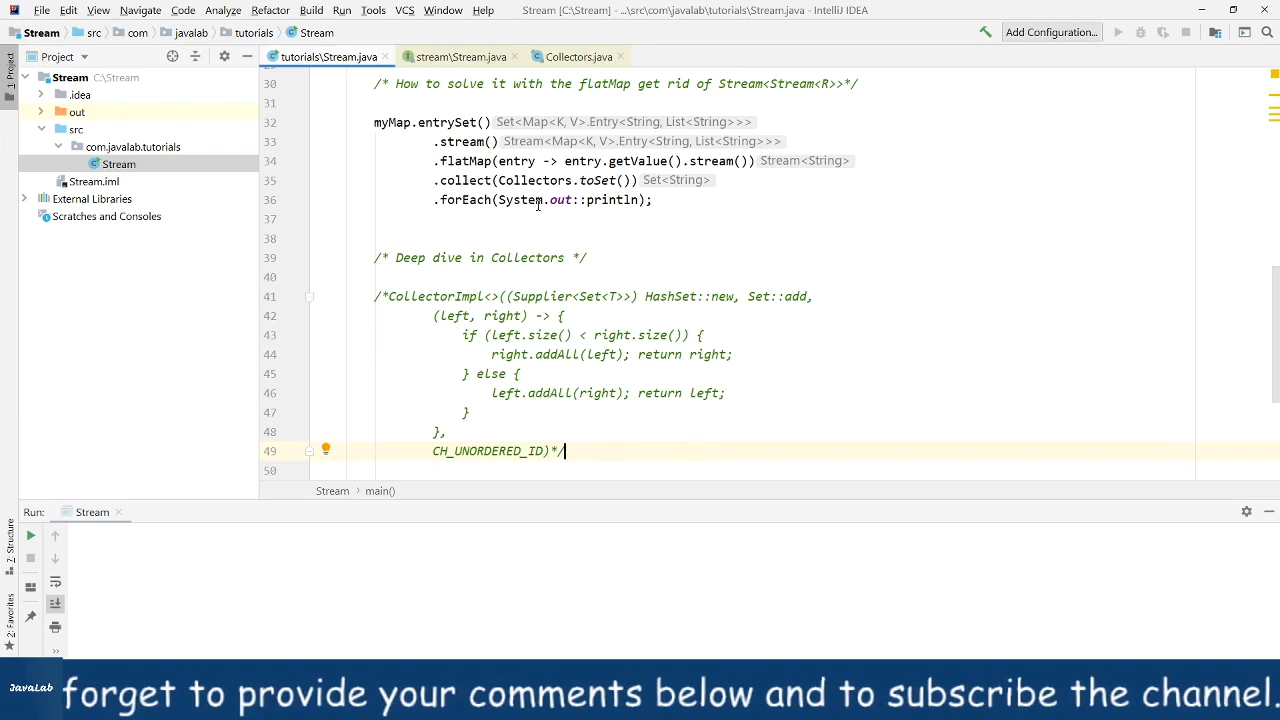 File Edit View Navigate Code Analyze Refactor Build Run Tools VCS Window Help Stream [C:\Stream] - ...\src\com\javalab\tutorials\Stream.java - IntelliJ IDEA
Stream src com javalab tutorials Stream Add Configuration...
1: Project
Project
tutorials\Stream.java stream\Stream.java Collectors.java
Stream C:\Stream
.idea
out
src
com.javalab.tutorials
Stream
Stream.iml
External Libraries
Scratches and Consoles
30 /* How to solve it with the flatMap get rid of Stream<Stream<R>>*/
31
32 myMap.entrySet() Set<Map<K, V>.Entry<String, List<String>>>
33 .stream() Stream<Map<K, V>.Entry<String, List<String>>>
34 .flatMap(entry -> entry.getValue().stream()) Stream<String>
35 .collect(Collectors.toSet()) Set<String>
36 .forEach(System.out::println);
37
38
39 /* Deep dive in Collectors */
40
41 /*CollectorImpl<>((Supplier<Set<T>>) HashSet::new, Set::add,
42 (left, right) -> {
43 if (left.size() < right.size()) {
44 right.addAll(left); return right;
45 } else {
46 left.addAll(right); return left;
47 }
48 },
49 CH_UNORDERED_ID)*/
50
Stream > main()
Run: Stream
7: Structure
2: Favorites
JavaLab
forget to provide your comments below and to subscribe the channel.